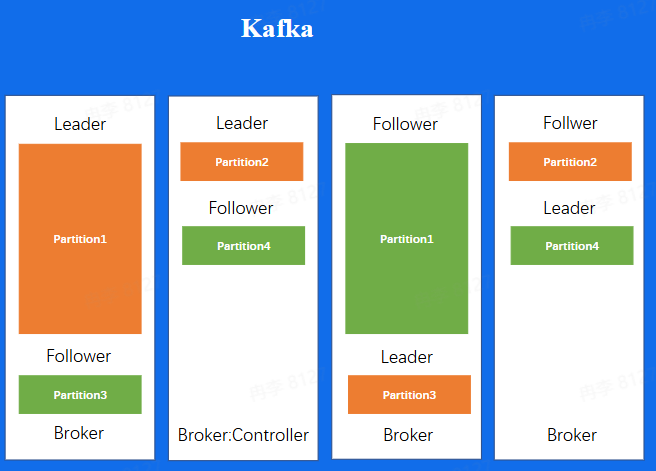 Kafka
Leader
Partition1
Follower
Partition3
Broker
Leader
Partition2
Follower
Partition4
Broker:Controller
Follower
Partition1
Leader
Partition3
Broker
Follwer
Partition2
Leader
Partition4
Broker